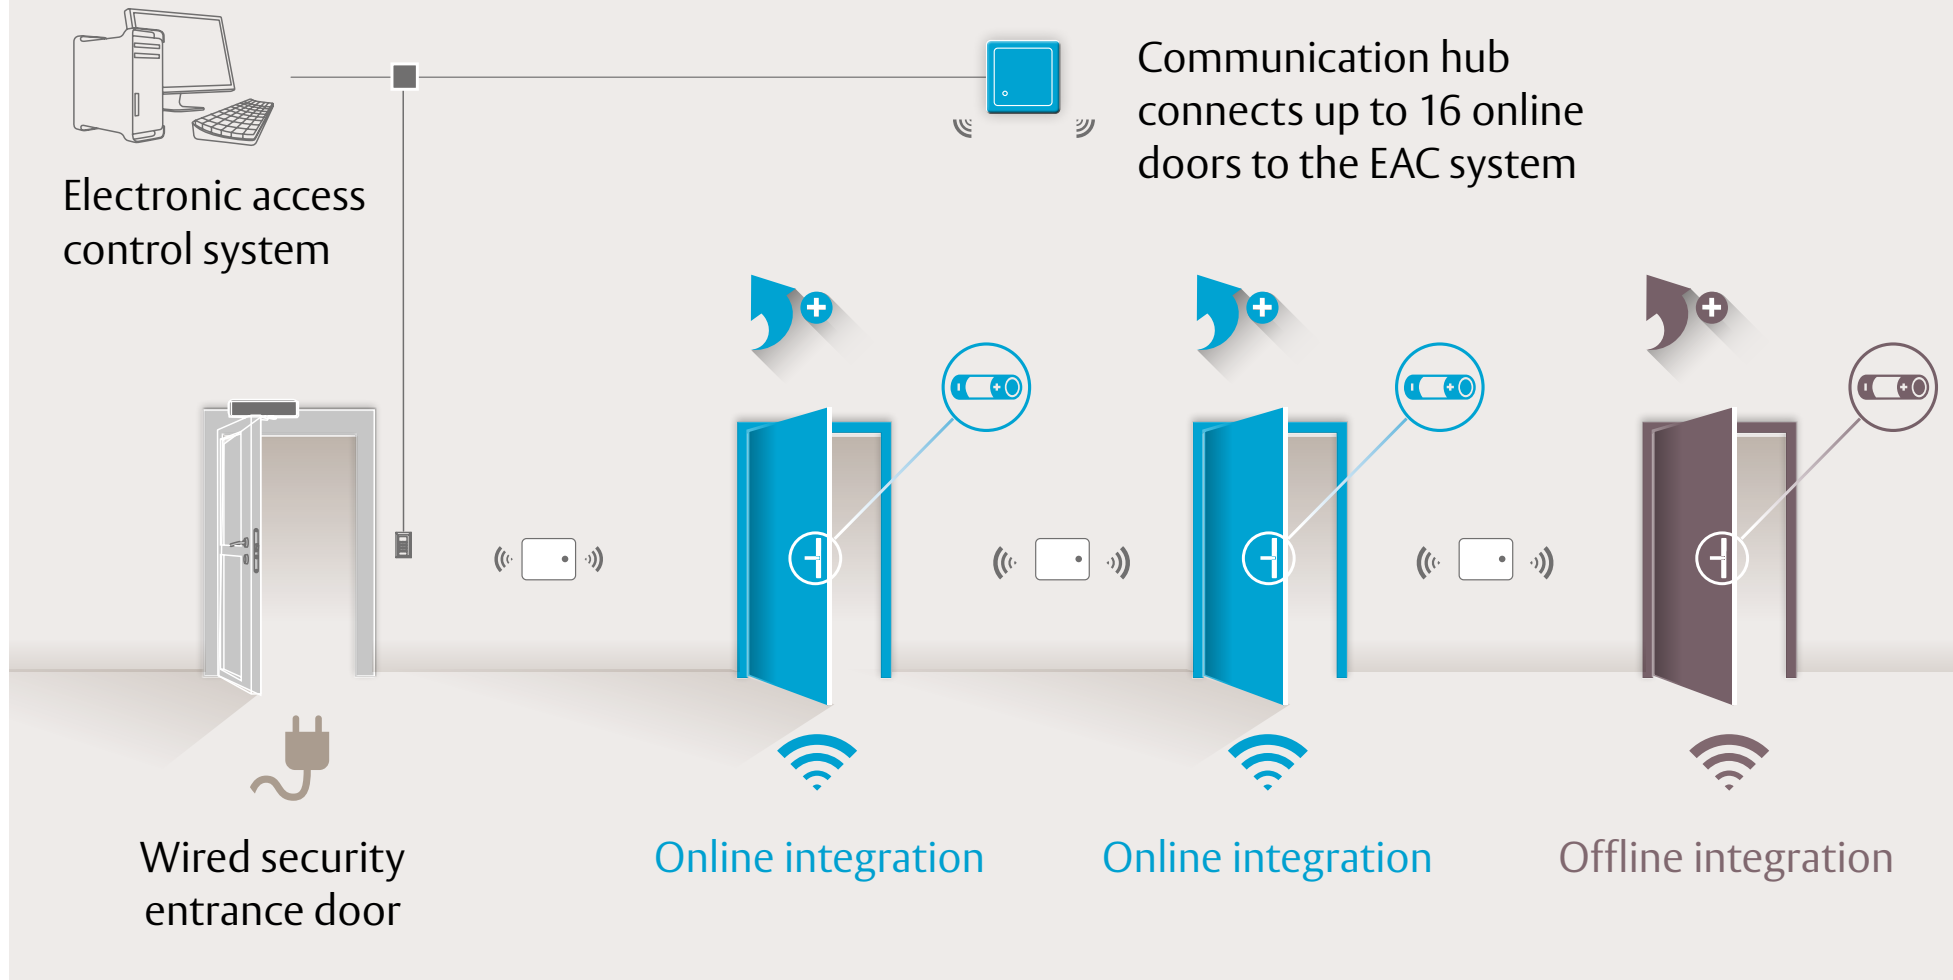 Communication hub
connects up to 16 online
doors to the EAC system
Electronic access
control system
Wired security
entrance door
Online integration
Online integration
Offline integration